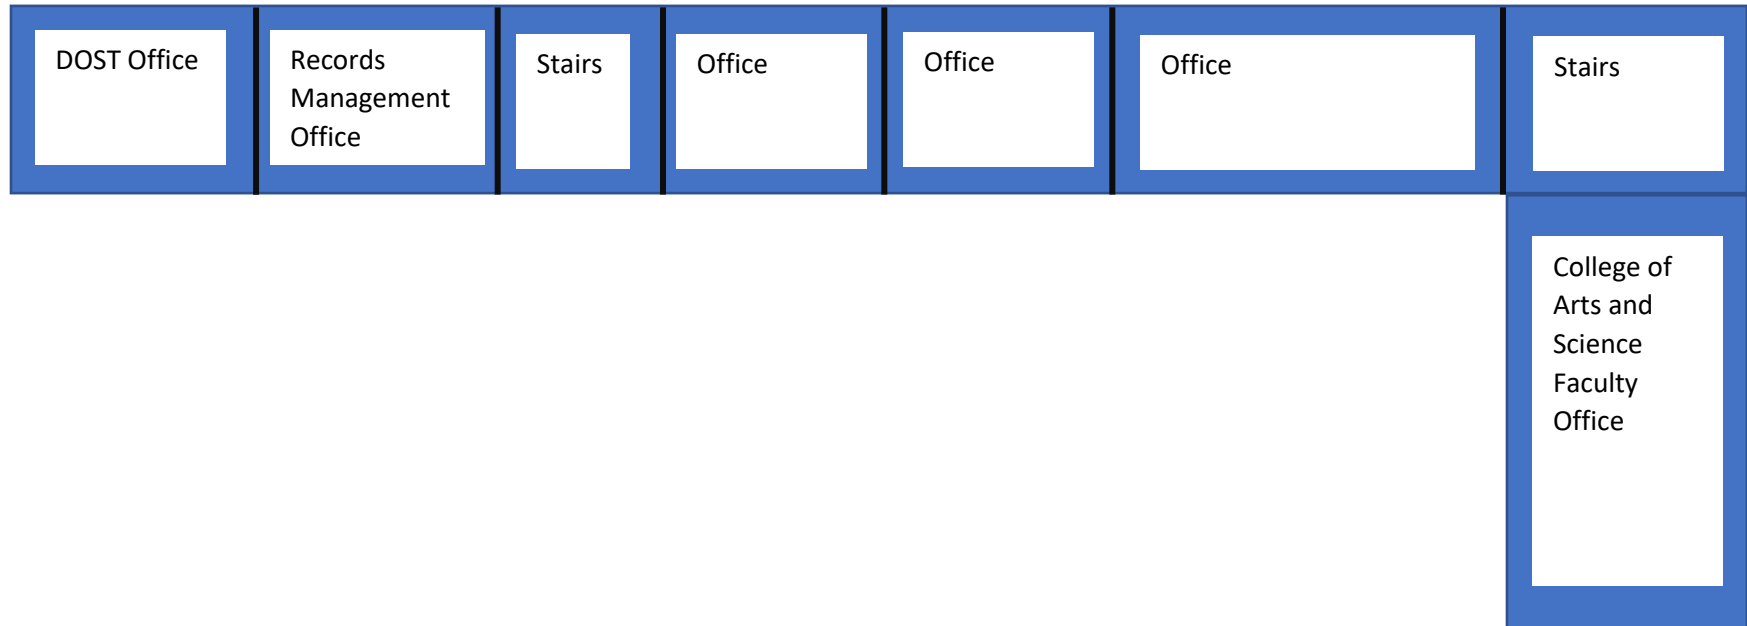 DOST Office
Records
Management
Office
Stairs
Office
Office
Office
Stairs
College of
Arts and
Science
Faculty
Office